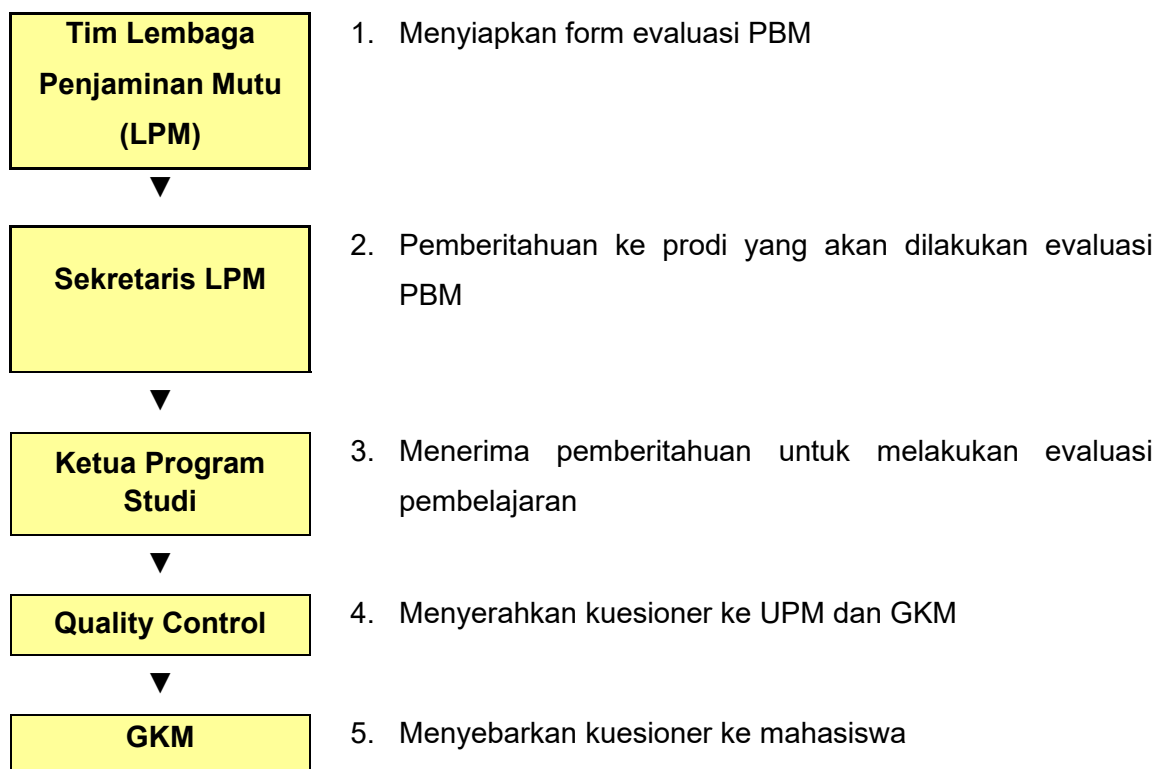 Tim Lembaga
Penjaminan Mutu
(LPM)
1. Menyiapkan form evaluasi PBM
▼
Sekretaris LPM
2. Pemberitahuan ke prodi yang akan dilakukan evaluasi
PBM
▼
Ketua Program
Studi
3. Menerima pemberitahuan untuk melakukan evaluasi
pembelajaran
▼
Quality Control
4. Menyerahkan kuesioner ke UPM dan GKM
▼
GKM
5. Menyebarkan kuesioner ke mahasiswa